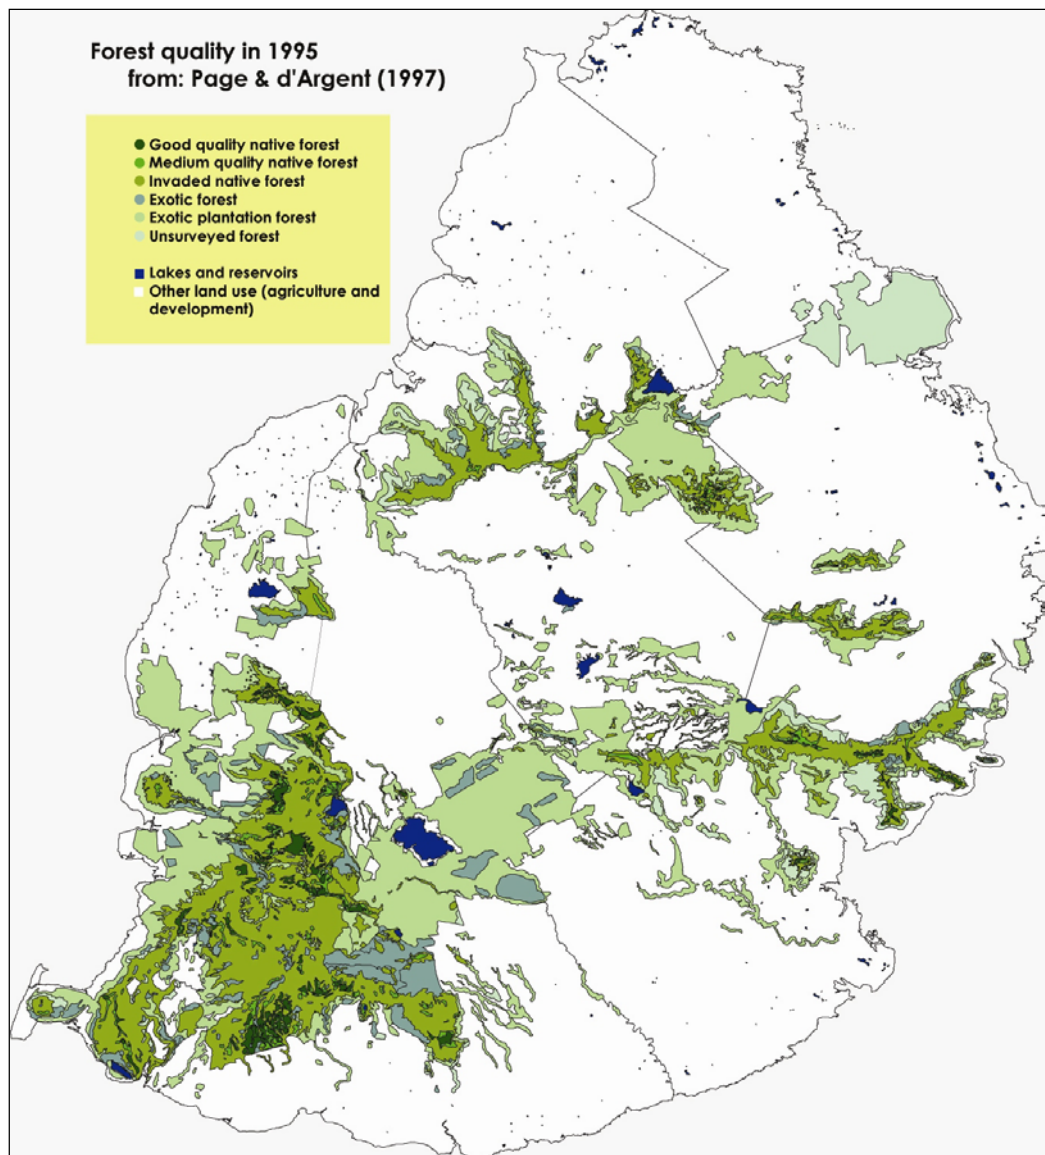 Forest quality in 1995
from: Page & d'Argent (1997)
Good quality native forest
Medium quality native forest
Invaded native forest
Exotic forest
Exotic plantation forest
Unsurveyed forest
Lakes and reservoirs
Other land use (agriculture and
development)